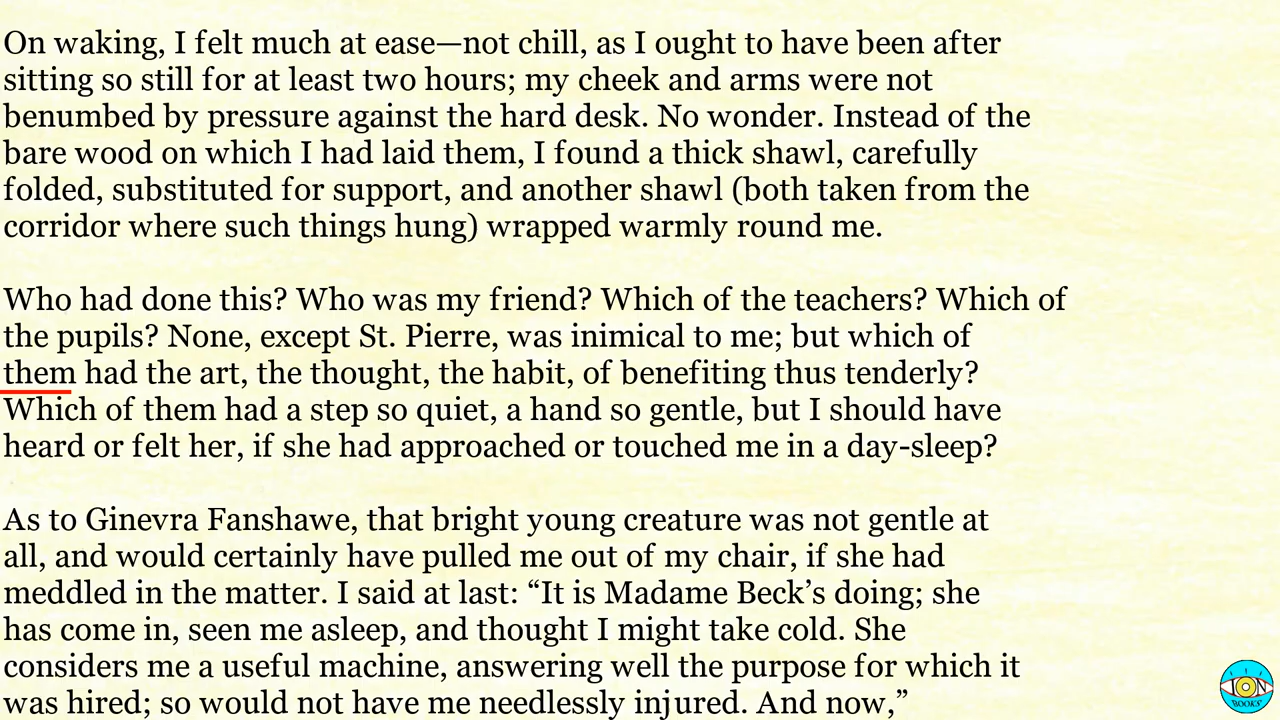 On waking, I felt much at ease—not chill, as I ought to have been after
sitting so still for at least two hours; my cheek and arms were not
benumbed by pressure against the hard desk. No wonder. Instead of the
bare wood on which I had laid them, I found a thick shawl, carefully
folded, substituted for support, and another shawl (both taken from the
corridor where such things hung) wrapped warmly round me.
Who had done this? Who was my friend? Which of the teachers? Which of
the pupils? None, except St. Pierre, was inimical to me; but which of
them had the art, the thought, the habit, of benefiting thus tenderly?
Which of them had a step so quiet, a hand so gentle, but I should have
heard or felt her, if she had approached or touched me in a day-sleep?
As to Ginevra Fanshawe, that bright young creature was not gentle at
all, and would certainly have pulled me out of my chair, if she had
meddled in the matter. I said at last: “It is Madame Beck’s doing; she
has come in, seen me asleep, and thought I might take cold. She
considers me a useful machine, answering well the purpose for which it
was hired; so would not have me needlessly injured. And now,”
ION
BOOKS